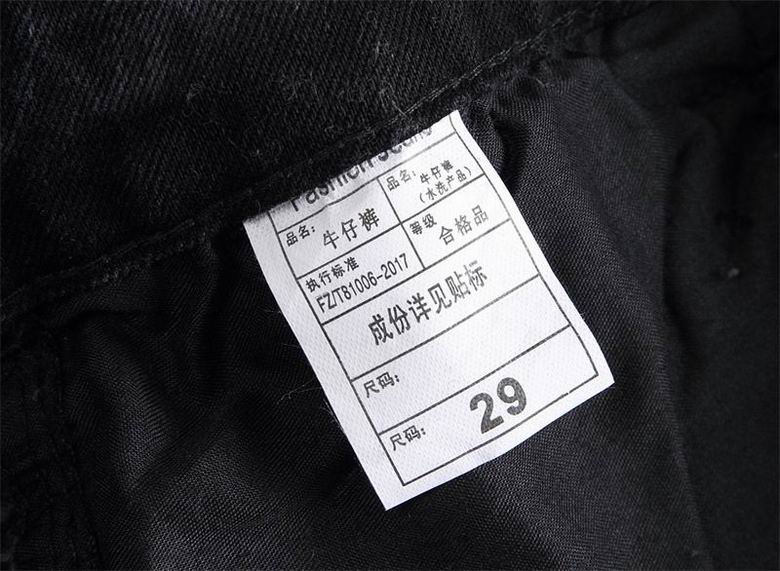 Fashion Jeans
品名: 牛仔裤
品名: 牛仔裤
(水洗产品)
执行标准
FZ/T81006-2017
等级
合格品
成份详见贴标
尺码:
尺码: 29